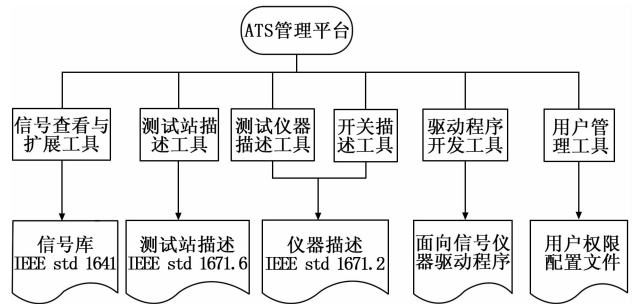 ATS管理平台
信号查看与
扩展工具
测试站描
述工具
测试仪器
描述工具
开关描
述工具
驱动程序
开发工具
用户管
理工具
信号库
IEEE std 1641
测试站描述
IEEE std 1671.6
仪器描述
IEEE std 1671.2
面向信号仪
器驱动程序
用户权限
配置文件